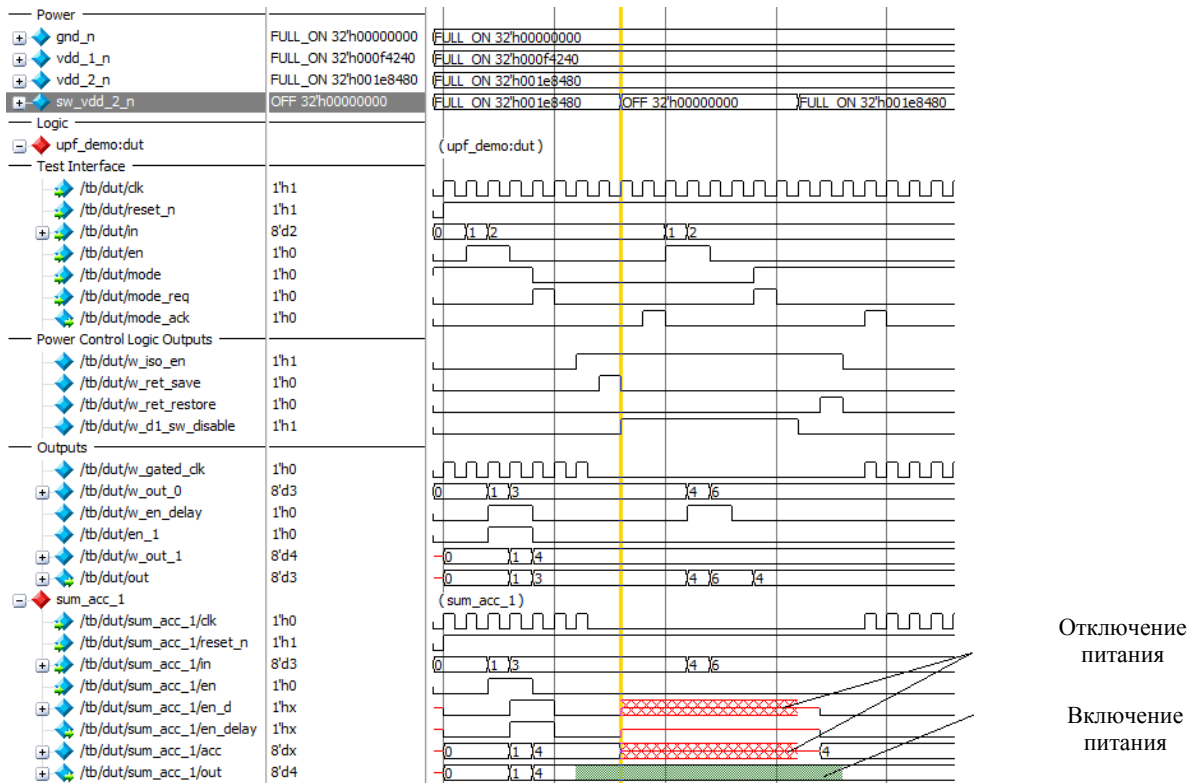 Power
gnd_n FULL_ON 32'h00000000 FULL_ON 32'h00000000
vdd_1_n FULL_ON 32'h000f4240 FULL_ON 32'h000f4240
vdd_2_n FULL_ON 32'h001e8480 FULL_ON 32'h001e8480
sw_vdd_2_n OFF 32'h00000000 FULL_ON 32'h001e8480 OFF 32'h00000000 FULL_ON 32'h001e8480
Logic
upf_demo:dut ( upf_demo:dut )
Test Interface
/tb/dut/clk 1'h1
/tb/dut/reset_n 1'h1
/tb/dut/in 8'd2 0 1 2 1 2
/tb/dut/en 1'h0
/tb/dut/mode 1'h0
/tb/dut/mode_req 1'h0
/tb/dut/mode_ack 1'h0
Power Control Logic Outputs
/tb/dut/w_iso_en 1'h1
/tb/dut/w_ret_save 1'h0
/tb/dut/w_ret_restore 1'h0
/tb/dut/w_d1_sw_disable 1'h1
Outputs
/tb/dut/w_gated_clk 1'h0
/tb/dut/w_out_0 8'd3 0 1 3 4 6
/tb/dut/w_en_delay 1'h0
/tb/dut/en_1 1'h0
/tb/dut/w_out_1 8'd4 0 1 4
/tb/dut/out 8'd3 0 1 3 4 6 4
sum_acc_1 ( sum_acc_1 )
/tb/dut/sum_acc_1/clk 1'h0
/tb/dut/sum_acc_1/reset_n 1'h1
/tb/dut/sum_acc_1/in 8'd3 0 1 3 4 6
/tb/dut/sum_acc_1/en 1'h0
/tb/dut/sum_acc_1/en_d 1'hx
/tb/dut/sum_acc_1/en_delay 1'hx
/tb/dut/sum_acc_1/acc 8'dx 0 1 4 4
/tb/dut/sum_acc_1/out 8'd4 0 1 4
Отключение
питания
Включение
питания